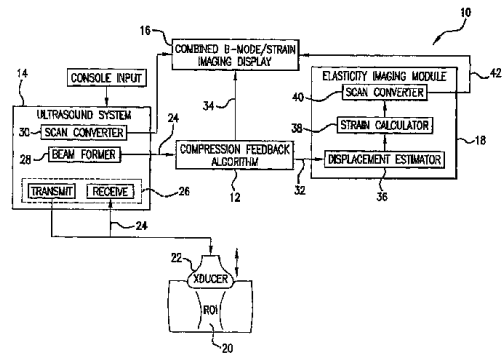 10
16
COMBINED B-MODE/STRAIN
IMAGING DISPLAY
14
CONSOLE INPUT
42
ELASTICITY IMAGING MODULE
40
SCAN CONVERTER
ULTRASOUND SYSTEM
34
30
SCAN CONVERTER
24
38
STRAIN CALCULATOR
18
28
BEAM FORMER
COMPRESSION FEEDBACK
ALGORITHM
DISPLACEMENT ESTIMATOR
32
TRANSMIT
RECEIVE
26
12
36
24
22
XDUCER
ROI
20